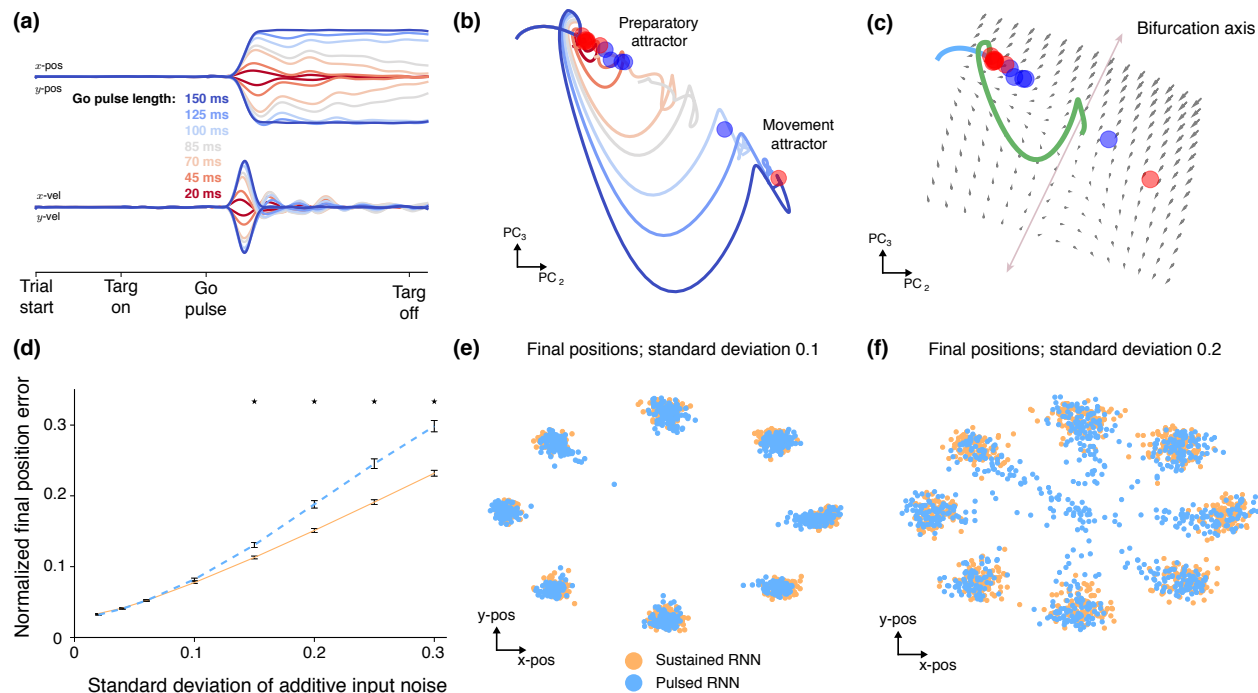 (a)
x-pos
y-pos
Go pulse length:
150 ms
125 ms
100 ms
85 ms
70 ms
45 ms
20 ms
x-vel
y-vel
Trial
start
Targ
on
Go
pulse
Targ
off
(b)
Preparatory
attractor
Movement
attractor
PC3
PC2
(c)
Bifurcation axis
PC3
PC2
(d)
Normalized final position error
0.3
0.2
0.1
0
0
0.1
0.2
0.3
Standard deviation of additive input noise
(e)
Final positions; standard deviation 0.1
y-pos
x-pos
Sustained RNN
Pulsed RNN
(f)
Final positions; standard deviation 0.2
y-pos
x-pos